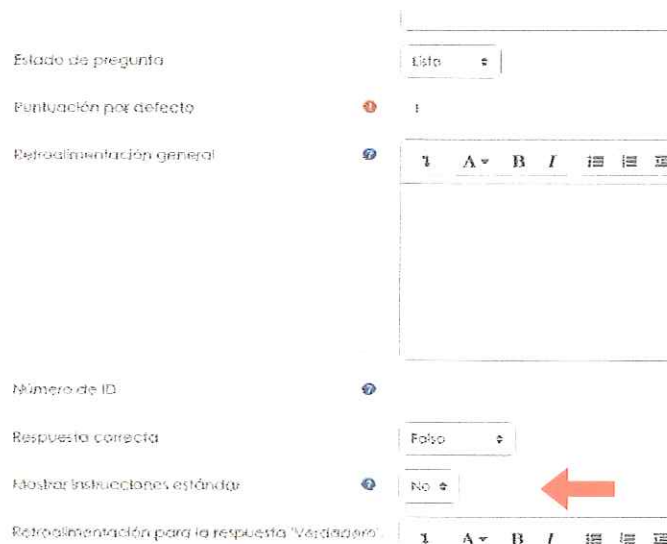 Estado de pregunta Lista
Puntuación por defecto 1
Retroalimentación general
A B I
Número de ID
Respuesta correcta Falso
Mostrar instrucciones estándar No
Retroalimentación para la respuesta 'Verdadero'.
A B I